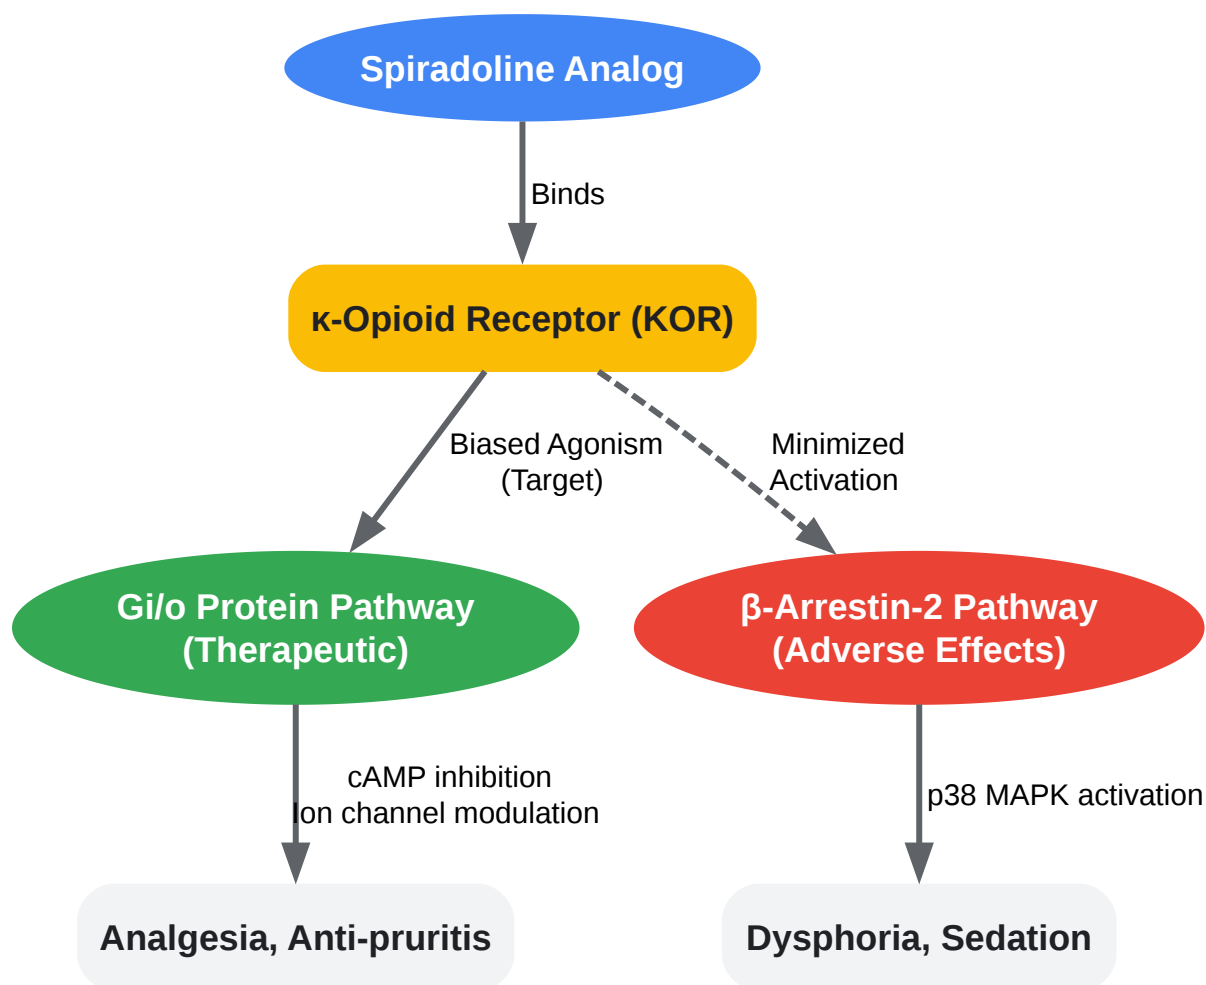 Spiradoline Analog
Binds
κ-Opioid Receptor (KOR)
Biased Agonism
(Target)
Minimized
Activation
Gi/o Protein Pathway
(Therapeutic)
β-Arrestin-2 Pathway
(Adverse Effects)
cAMP inhibition
Ion channel modulation
p38 MAPK activation
Analgesia, Anti-pruritis
Dysphoria, Sedation